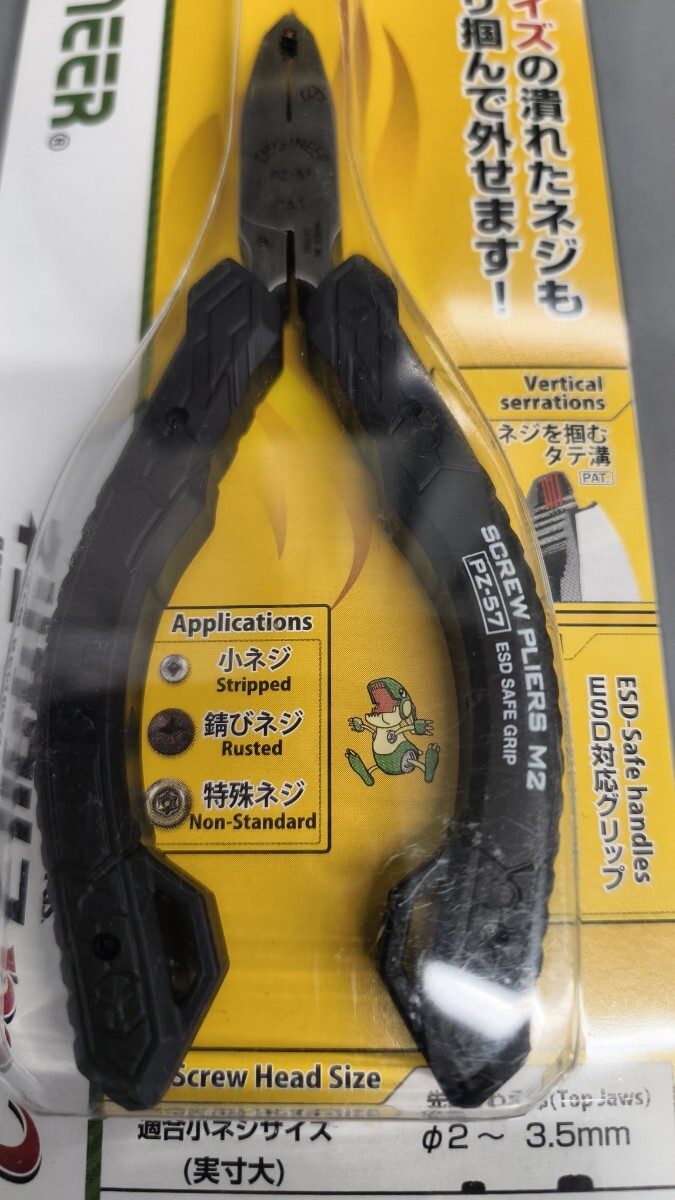 NEER®
イズの潰れたネジも
り掴んで外せます！
ENGINEER
PZ-57
Vertical
serrations
ネジを掴む
タテ溝
PAT.
SCREW PLIERS M2
PZ-57 ESD SAFE GRIP
Applications
小ネジ
Stripped
錆びネジ
Rusted
特殊ネジ
Non-Standard
ESD-Safe handles
ESD対応グリップ
Screw Head Size
適合小ネジサイズ
(実寸大)
(Top Jaws)
φ2〜 3.5mm